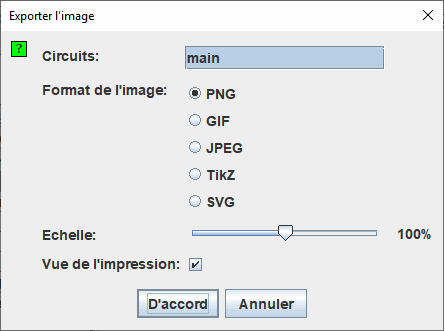 Exporter l'image
?
Circuits: main
Format de l'image: PNG
GIF
JPEG
TikZ
SVG
Echelle: 100%
Vue de l'impression:
D'accord Annuler